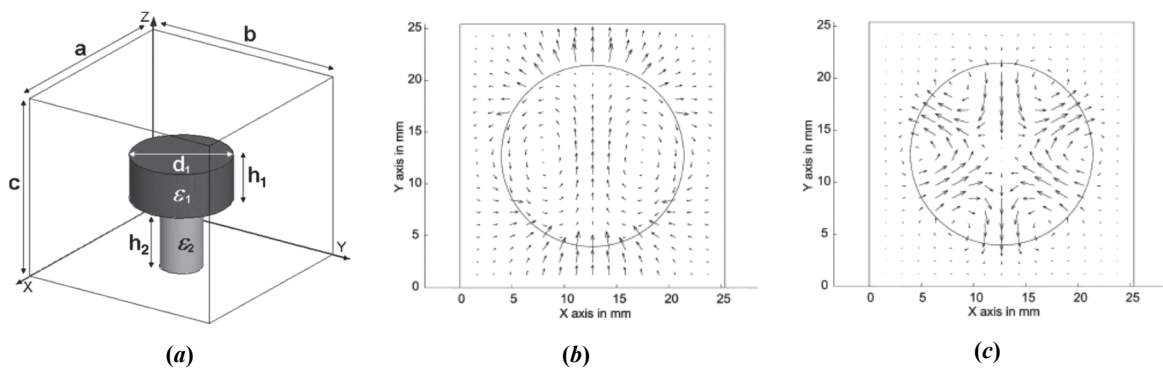 Z
a
b
c
d₁
h₁
ε₁
h₂
ε₂
X
Y
(a)
Y axis in mm
25
20
15
10
5
0
0 5 10 15 20 25
X axis in mm
(b)
Y axis in mm
25
20
15
10
5
0
0 5 10 15 20 25
X axis in mm
(c)